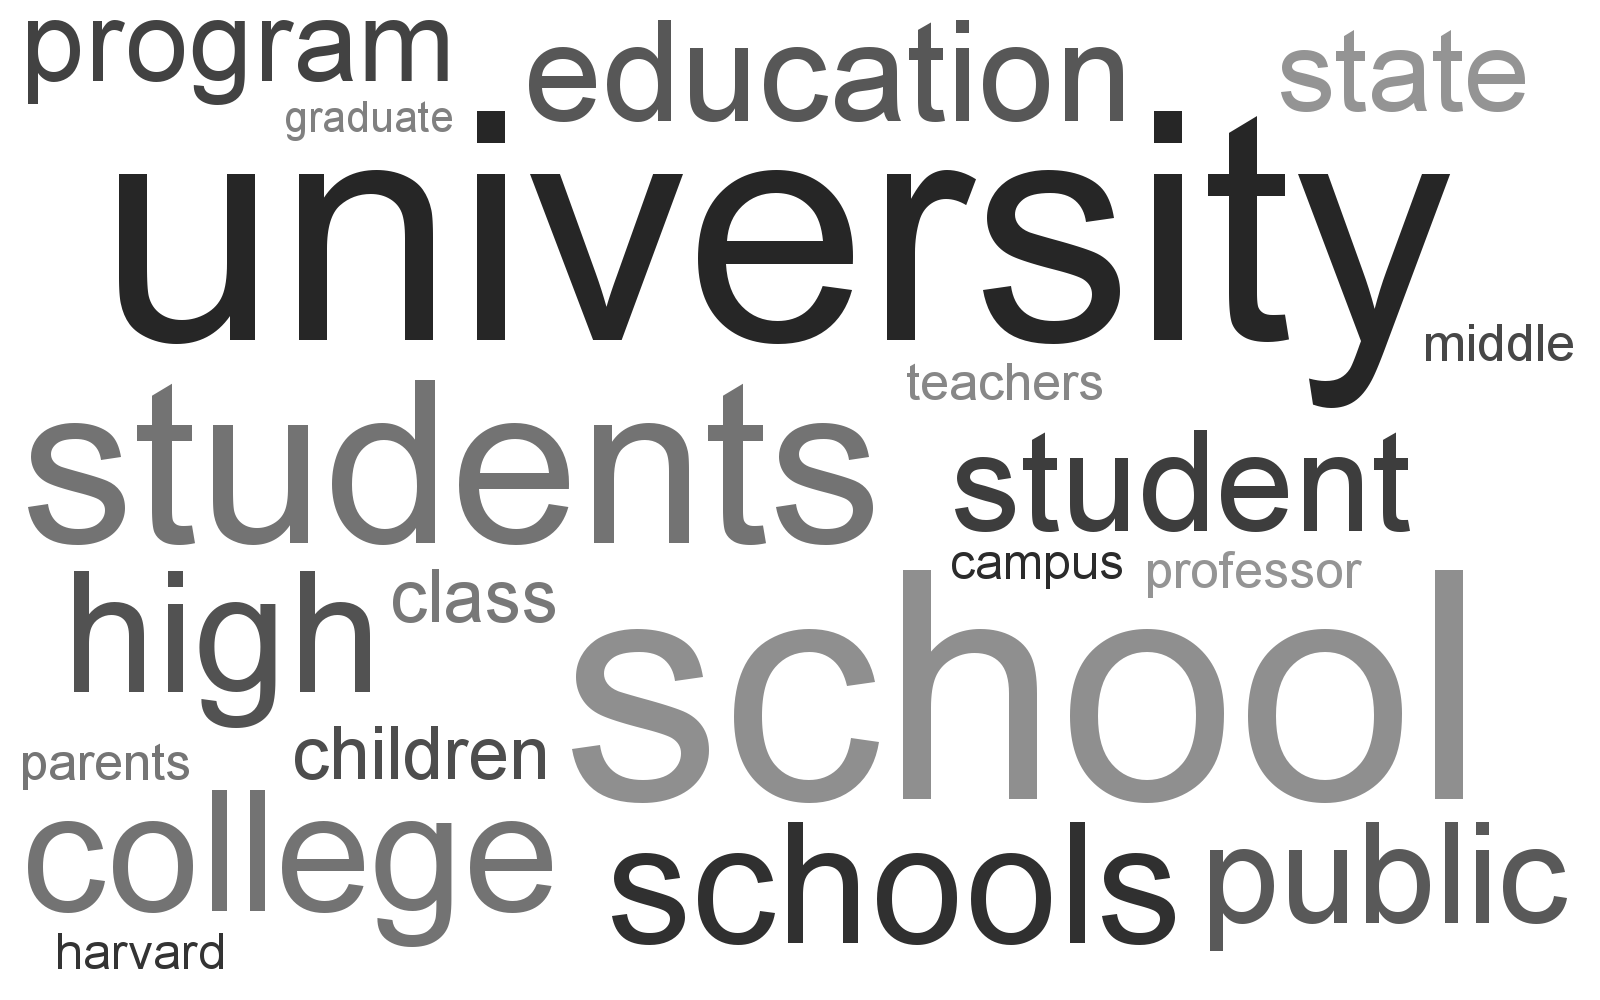 program education state
graduate
university
middle
teachers
students student
campus professor
high class school
parents children
college schools public
harvard